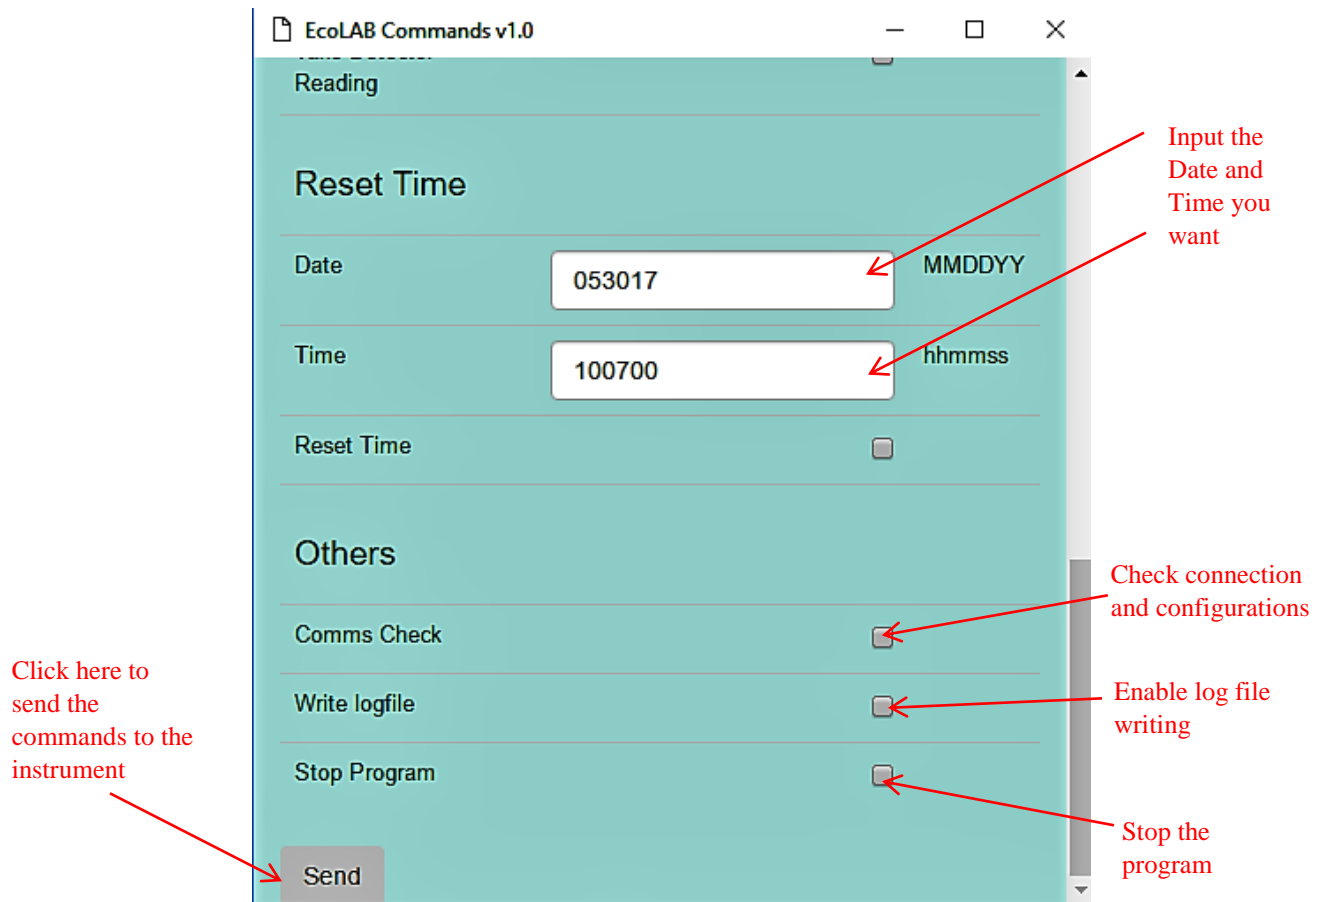 EcoLAB Commands v1.0
Reading
Reset Time
Date
053017
MMDDYY
Time
100700
hhmmss
Reset Time
Others
Comms Check
Write logfile
Stop Program
Send
Input the
Date and
Time you
want
Check connection
and configurations
Enable log file
writing
Stop the
program
Click here to
send the
commands to the
instrument